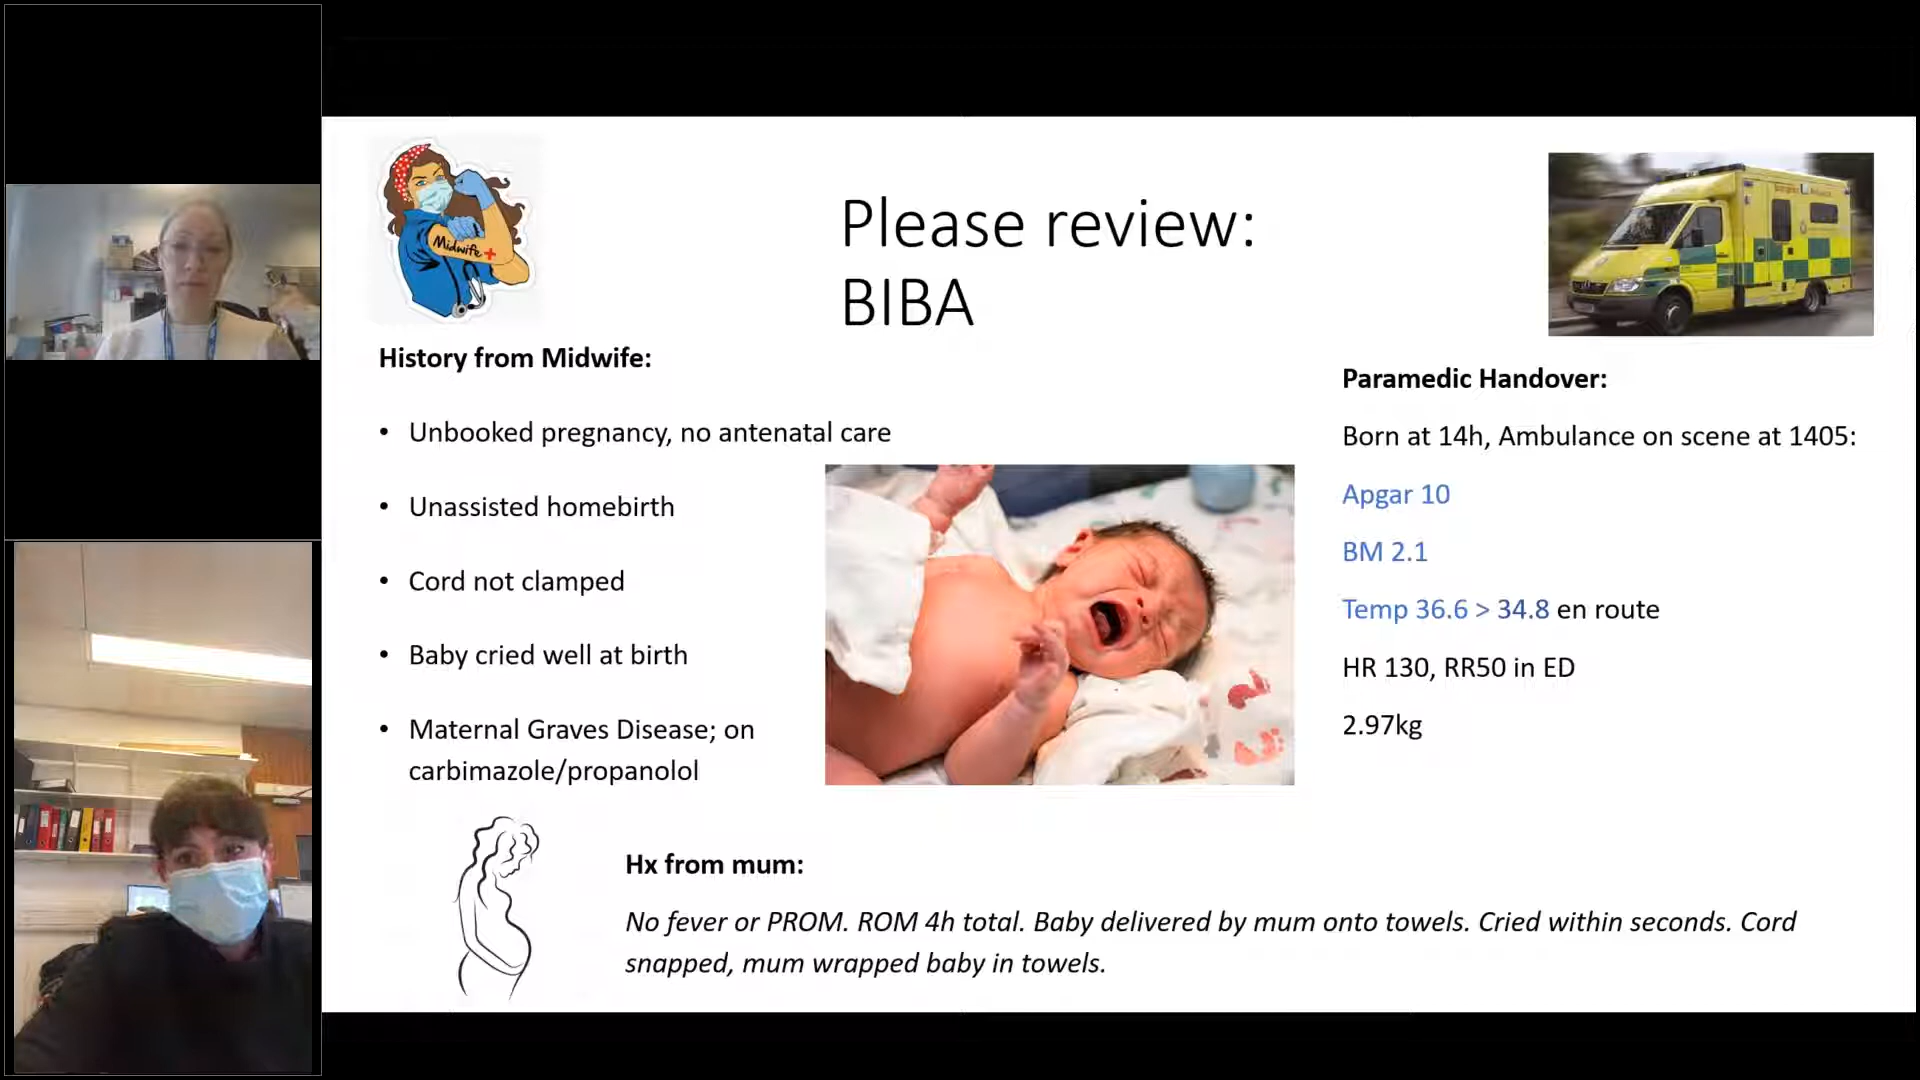 Please review:
BIBA
Midwife
History from Midwife:
• Unbooked pregnancy, no antenatal care
• Unassisted homebirth
• Cord not clamped
• Baby cried well at birth
• Maternal Graves Disease; on
carbimazole/propanolol
Paramedic Handover:
Born at 14h, Ambulance on scene at 1405:
Apgar 10
BM 2.1
Temp 36.6 > 34.8 en route
HR 130, RR50 in ED
2.97kg
Hx from mum:
No fever or PROM. ROM 4h total. Baby delivered by mum onto towels. Cried within seconds. Cord
snapped, mum wrapped baby in towels.